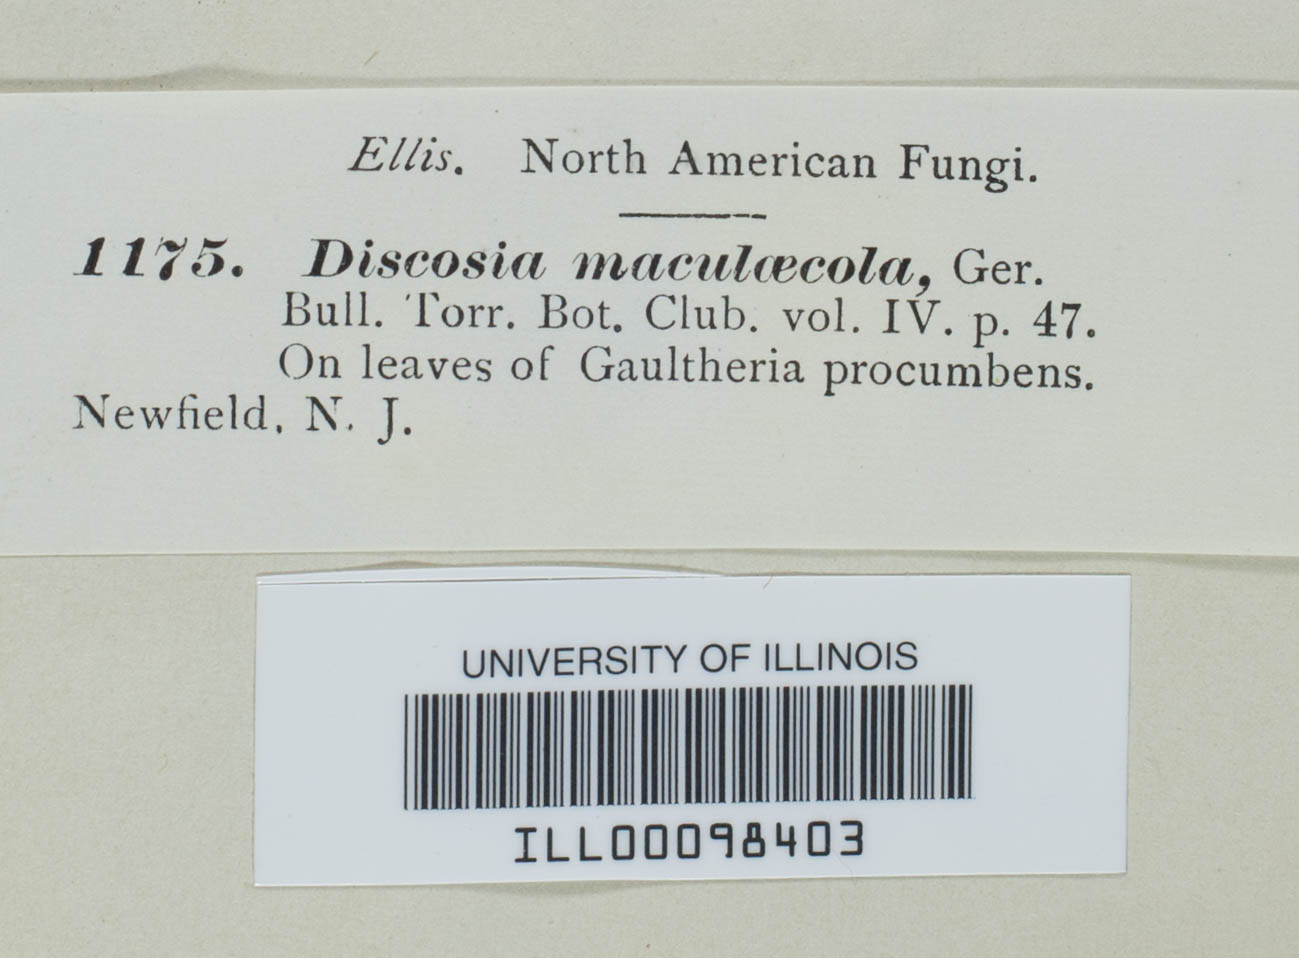 Ellis. North American Fungi.
1175. Discosia maculæcola, Ger.
Bull. Torr. Bot. Club. vol. IV. p. 47.
On leaves of Gaultheria procumbens.
Newfield, N. J.
UNIVERSITY OF ILLINOIS
ILL00098403